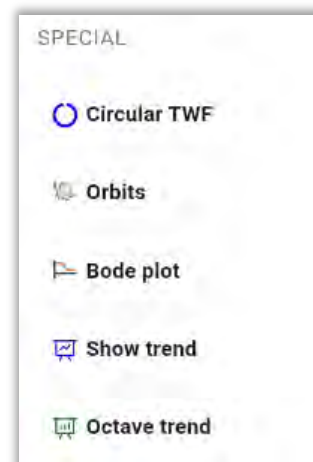 SPECIAL
Circular TWF
Orbits
Bode plot
Show trend
Octave trend